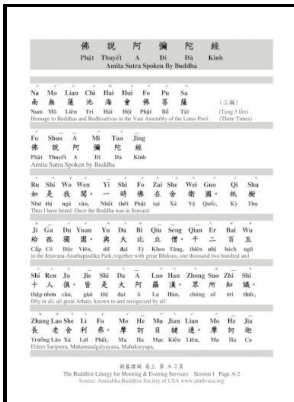 佛 說 阿 彌 陀 經
Phật Thuyết A Di Đà Kinh
Amita Sutra Spoken By Buddha
Na Mo Lian Chi Hai Hui Fo Pu Sa
南 無 蓮 池 海 會 佛 菩 薩 (三稱)
Nam Mô Liên Trì Hải Hội Phật Bồ Tát (Tụng 3 lần)
Homage to Buddhas and Bodhisattvas in the Vast Assembly of the Lotus Pool. (Three Times)
Fo Shuo A Mi Tuo Jing
佛 說 阿 彌 陀 經
Phật Thuyết A Di Đà Kinh
Amita Sutra Spoken By Buddha
Ru Shi Wo Wen Yi Shi Fo Zai She Wei Guo Qi Shu
如 是 我 聞。 一 時 佛 在 舍 衛 國。 祇 樹
Như thị ngã văn, Nhất thời Phật tại Xá Vệ Quốc, Kỳ Thụ
Thus I have heard. Once the Buddha was in Sravasti
Ji Gu Du Yuan Yu Da Bi Qiu Seng Qian Er Bai Wu
給 孤 獨 園。 與 大 比 丘 僧。 千 二 百 五
Cấp Cô Độc Viên, dữ đại Tỳ Kheo Tăng, thiên nhị bách ngũ
in the Jetavana-Anathapindika Park, together with great Bhiksus, one thousand two hundred and
Shi Ren Ju Jie Shi Da A Luo Han Zhong Suo Zhi Shi
十 人 俱。 皆 是 大 阿 羅 漢。 眾 所 知 識。
thập nhơn câu, giai thị đại A La Hán, chúng sở tri thức,
fifty in all, all great Arhats, known to and recognized by all:
Zhang Lao She Li Fo Mo He Mu Jian Lian Mo He Jia
長 老 舍 利 弗。 摩 訶 目 犍 連。 摩 訶 迦
Trưởng Lão Xá Lợi Phất, Ma Ha Mục Kiền Liên, Ma Ha Ca
Elders Sariputra, Mahamaudgalyayana, Mahakasyapa,
The Buddhist Liturgy for Morning & Evening Services Session I Page A-2
Source: Amitabha Buddhist Society of USA www.amtb-usa.org